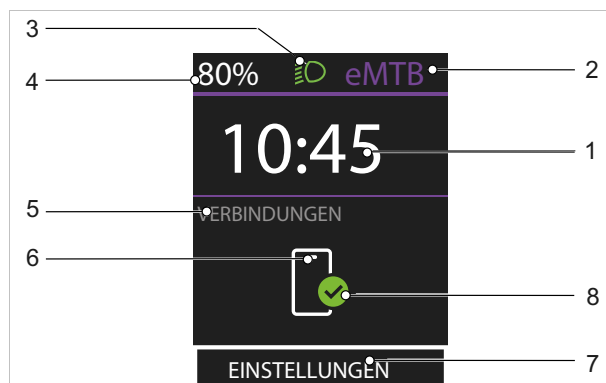 3
4 80% eMTB 2
10:45 1
5 VERBINDUNGEN
6
8
EINSTELLUNGEN 7